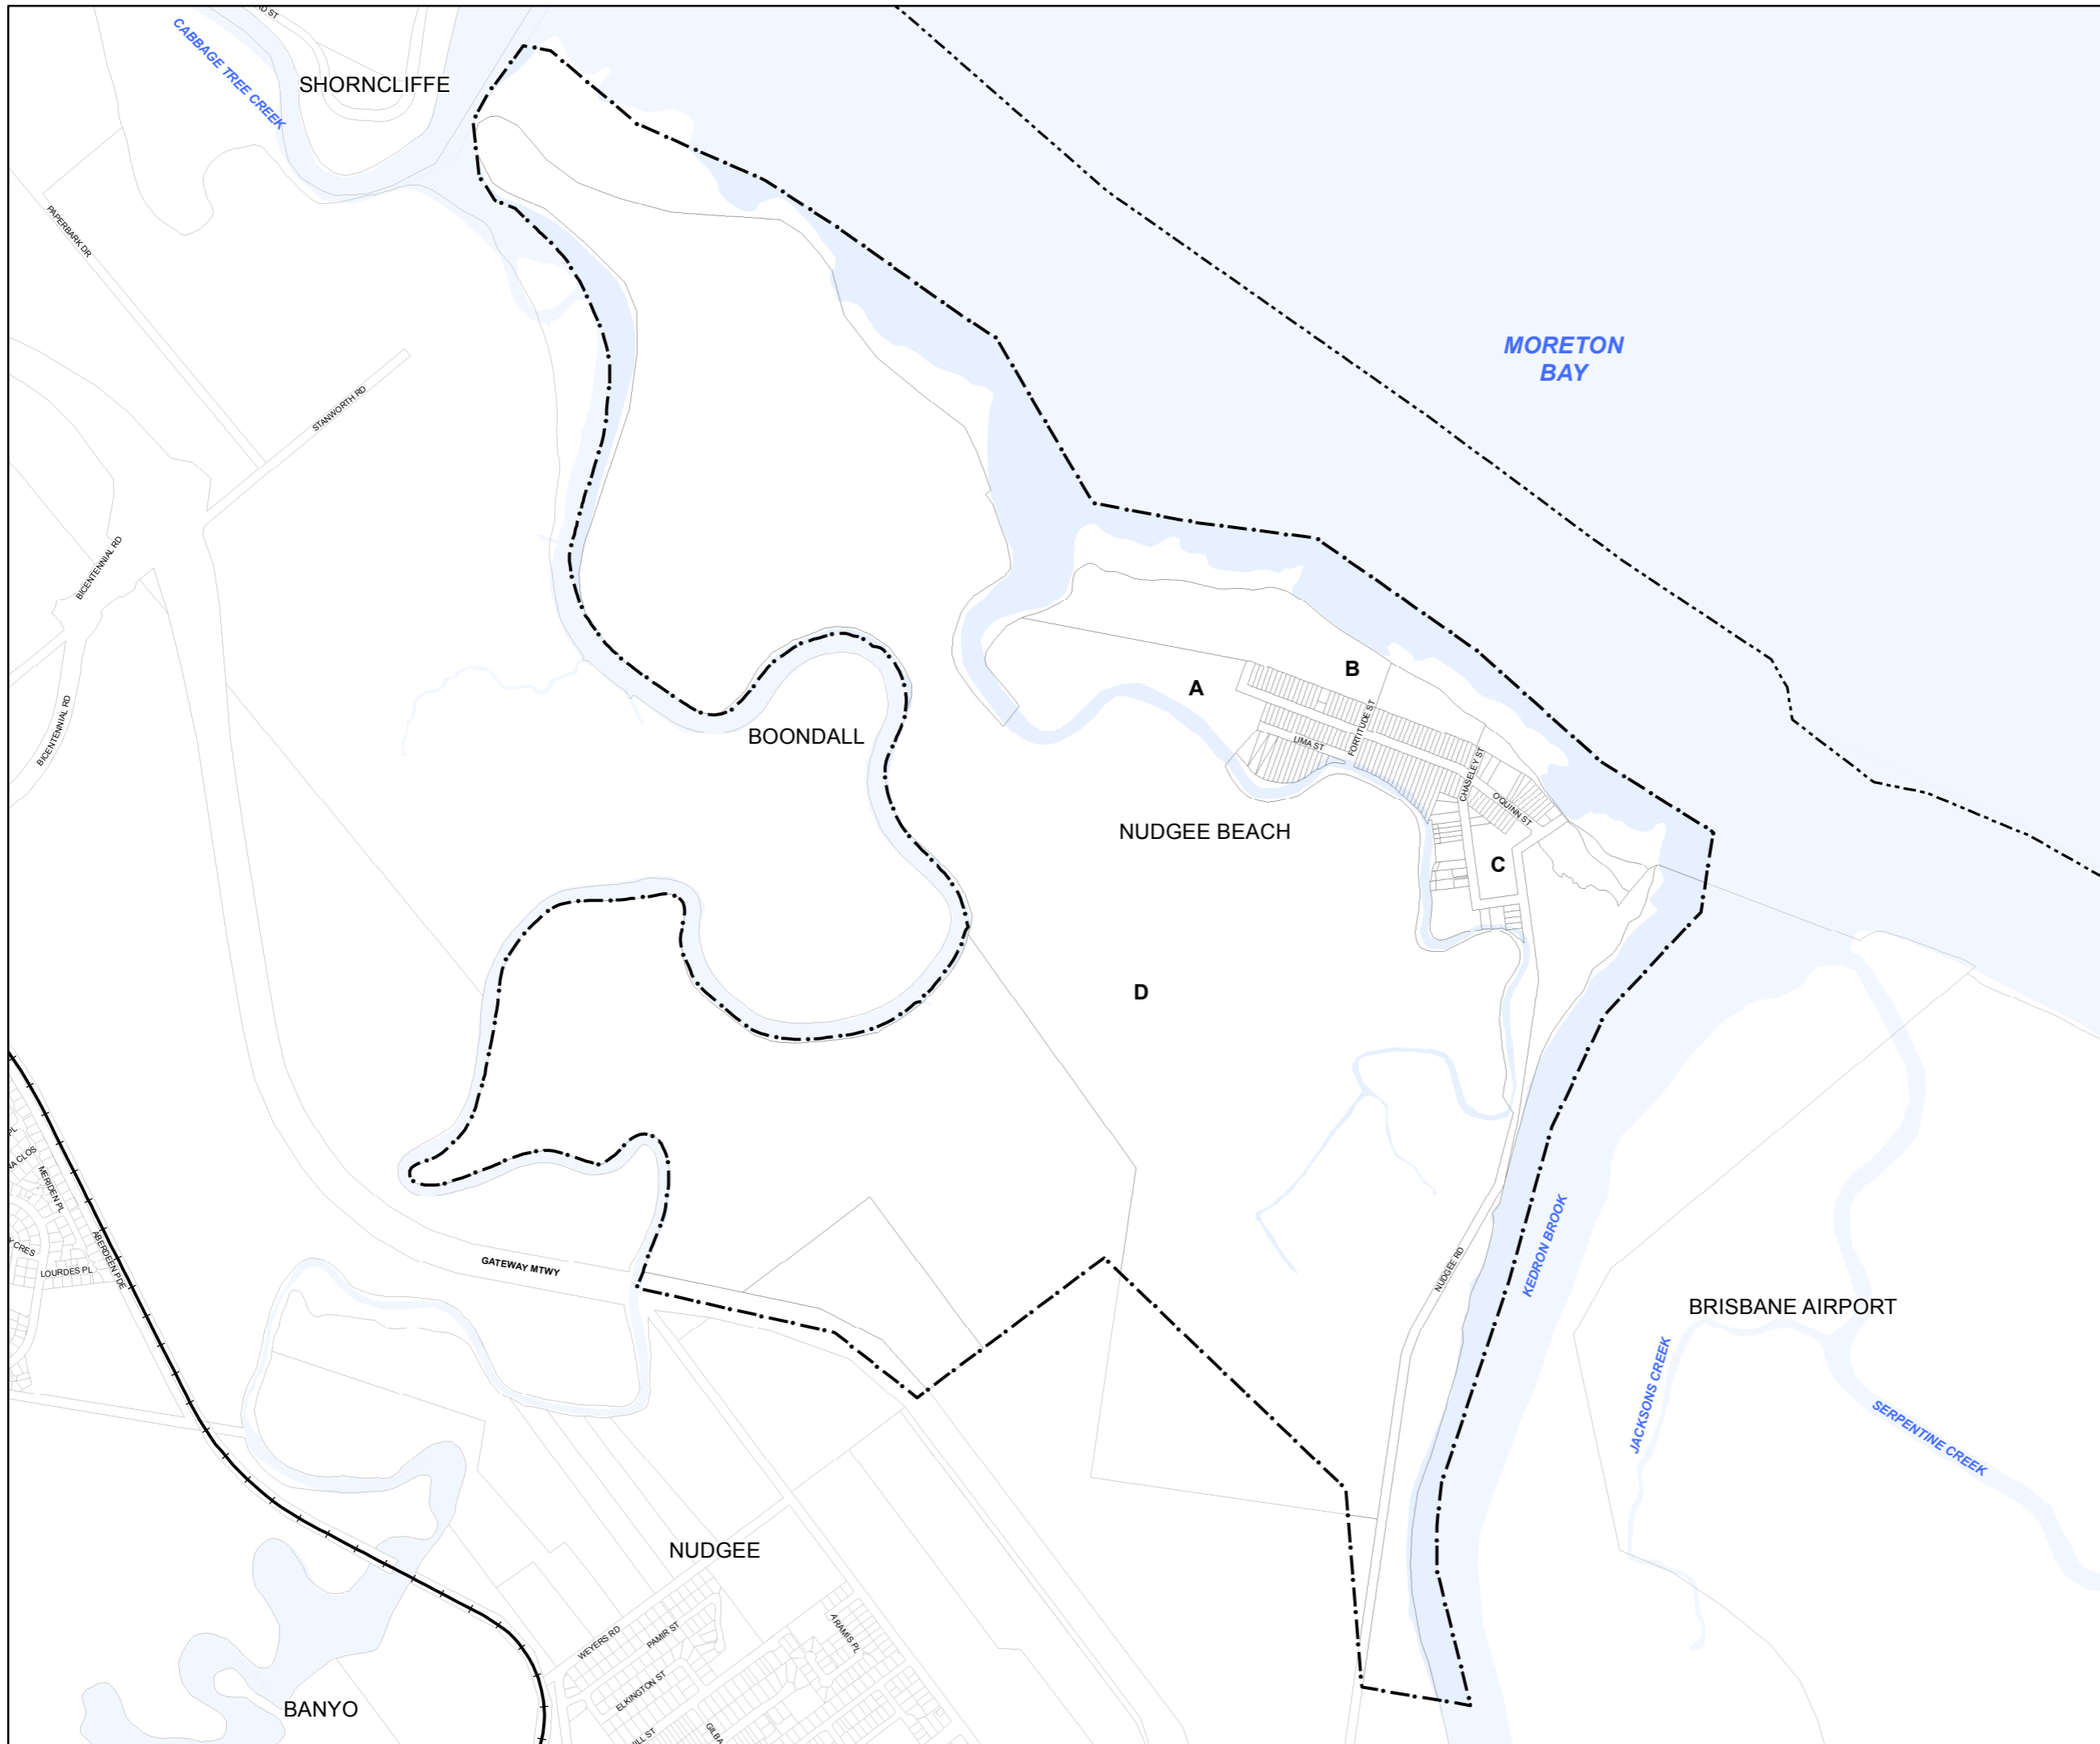 CABBAGE TREE CREEK
SHORNCLIFFE
PAPERBARK DR
MORETON
BAY
STANWORTH RD
BICENTENNIAL RD
BICENTENNIAL RD
B
A
FORTITUDE ST
LIMA ST
BOONDALL
CHASELEY ST
O'QUINN ST
NUDGEE BEACH
C
D
PL
MERIDEN PL
ABERDEEN PDE
CRES
LOURDES PL
GATEWAY MTWY
NUDGEE RD
KEDRON BROOK
BRISBANE AIRPORT
JACKSONS CREEK
SERPENTINE CREEK
NUDGEE
WEYERS RD
PAMIR ST
ARAMIS PL
ELKINGTON ST
BANYO